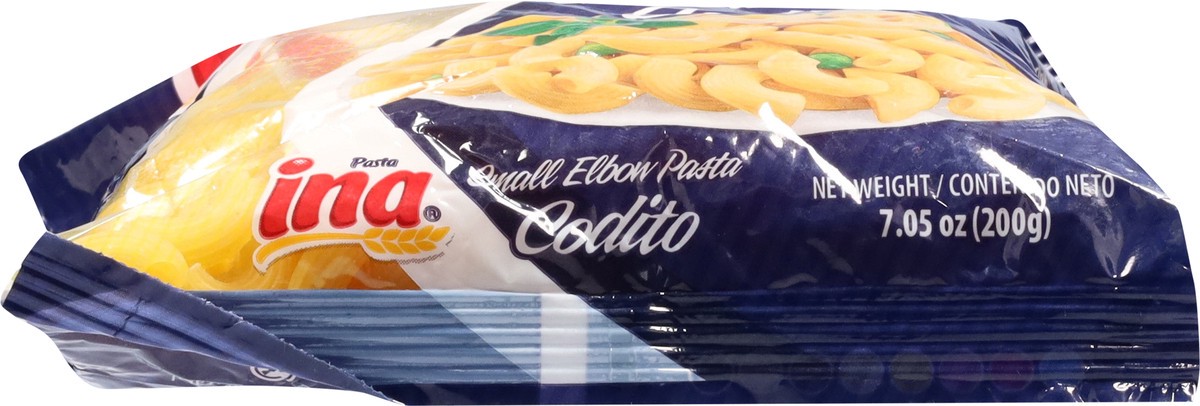 Pasta
ina®
Small Elbow Pasta
Codito
NET WEIGHT / CONTENIDO NETO
7.05 oz (200g)